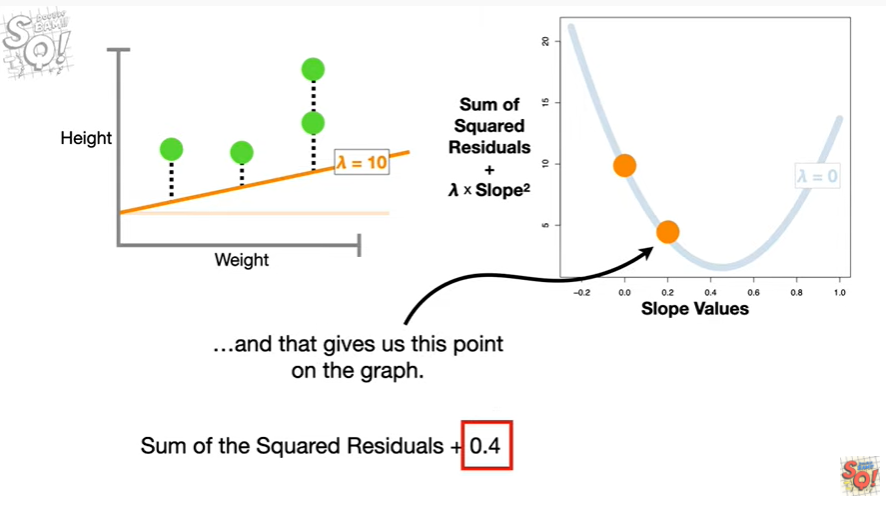 SQ!
Height
λ = 10
Weight
Sum of
Squared
Residuals
+
λ x Slope²
20
15
10
5
λ = 0
−0.2
0.0
0.2
0.4
0.6
0.8
1.0
Slope Values
...and that gives us this point
on the graph.
Sum of the Squared Residuals + 0.4
SQ!